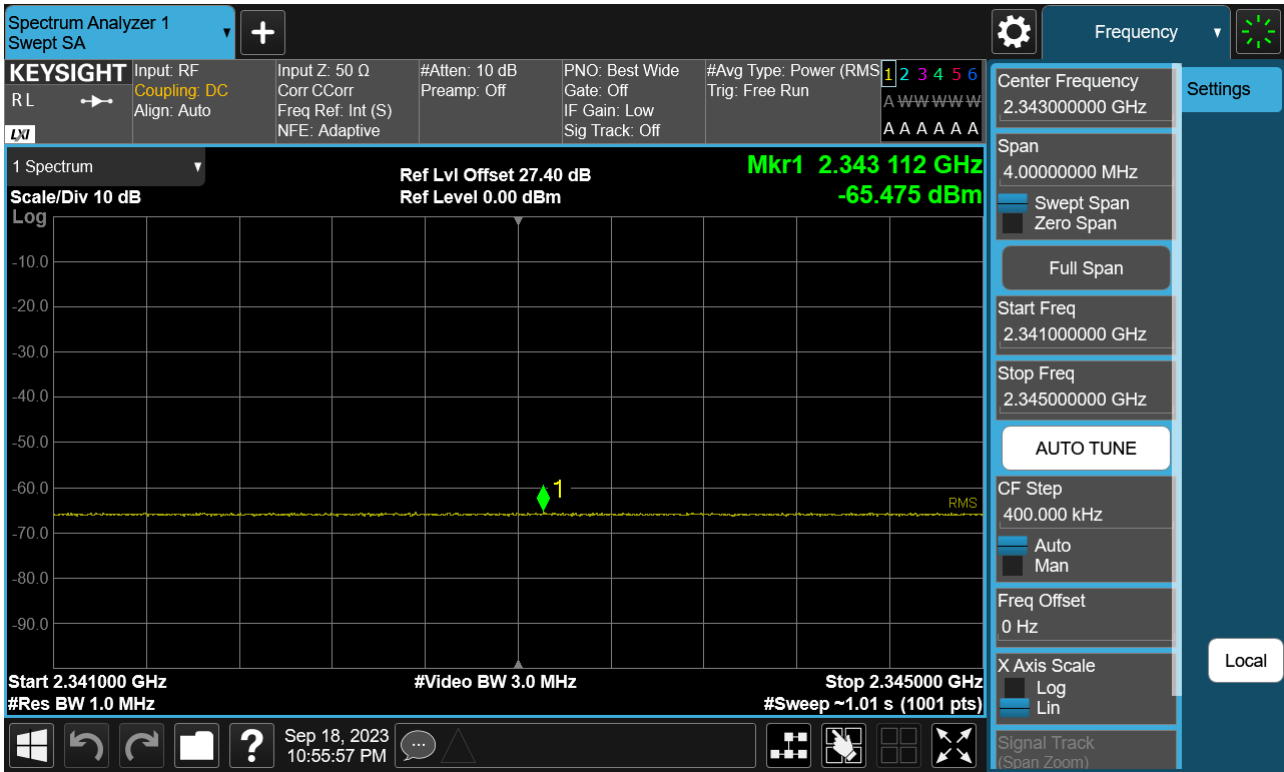 Spectrum Analyzer 1
Swept SA
Frequency
KEYSIGHT
R L
LXI
Input: RF
Coupling: DC
Align: Auto
Input Z: 50 Ω
Corr CCorr
Freq Ref: Int (S)
NFE: Adaptive
#Atten: 10 dB
Preamp: Off
PNO: Best Wide
Gate: Off
IF Gain: Low
Sig Track: Off
#Avg Type: Power (RMS
Trig: Free Run
1 2 3 4 5 6
A W W W W W
A A A A A A
1 Spectrum
Scale/Div 10 dB
Log
Ref Lvl Offset 27.40 dB
Ref Level 0.00 dBm
Mkr1 2.343 112 GHz
-65.475 dBm
-10.0
-20.0
-30.0
-40.0
-50.0
-60.0
-70.0
-80.0
-90.0
1
RMS
Start 2.341000 GHz
#Res BW 1.0 MHz
#Video BW 3.0 MHz
Stop 2.345000 GHz
#Sweep ~1.01 s (1001 pts)
Center Frequency
2.343000000 GHz
Span
4.00000000 MHz
Swept Span
Zero Span
Full Span
Start Freq
2.341000000 GHz
Stop Freq
2.345000000 GHz
AUTO TUNE
CF Step
400.000 kHz
Auto
Man
Freq Offset
0 Hz
X Axis Scale
Log
Lin
Signal Track
(Span Zoom)
Settings
Local
?
Sep 18, 2023
10:55:57 PM